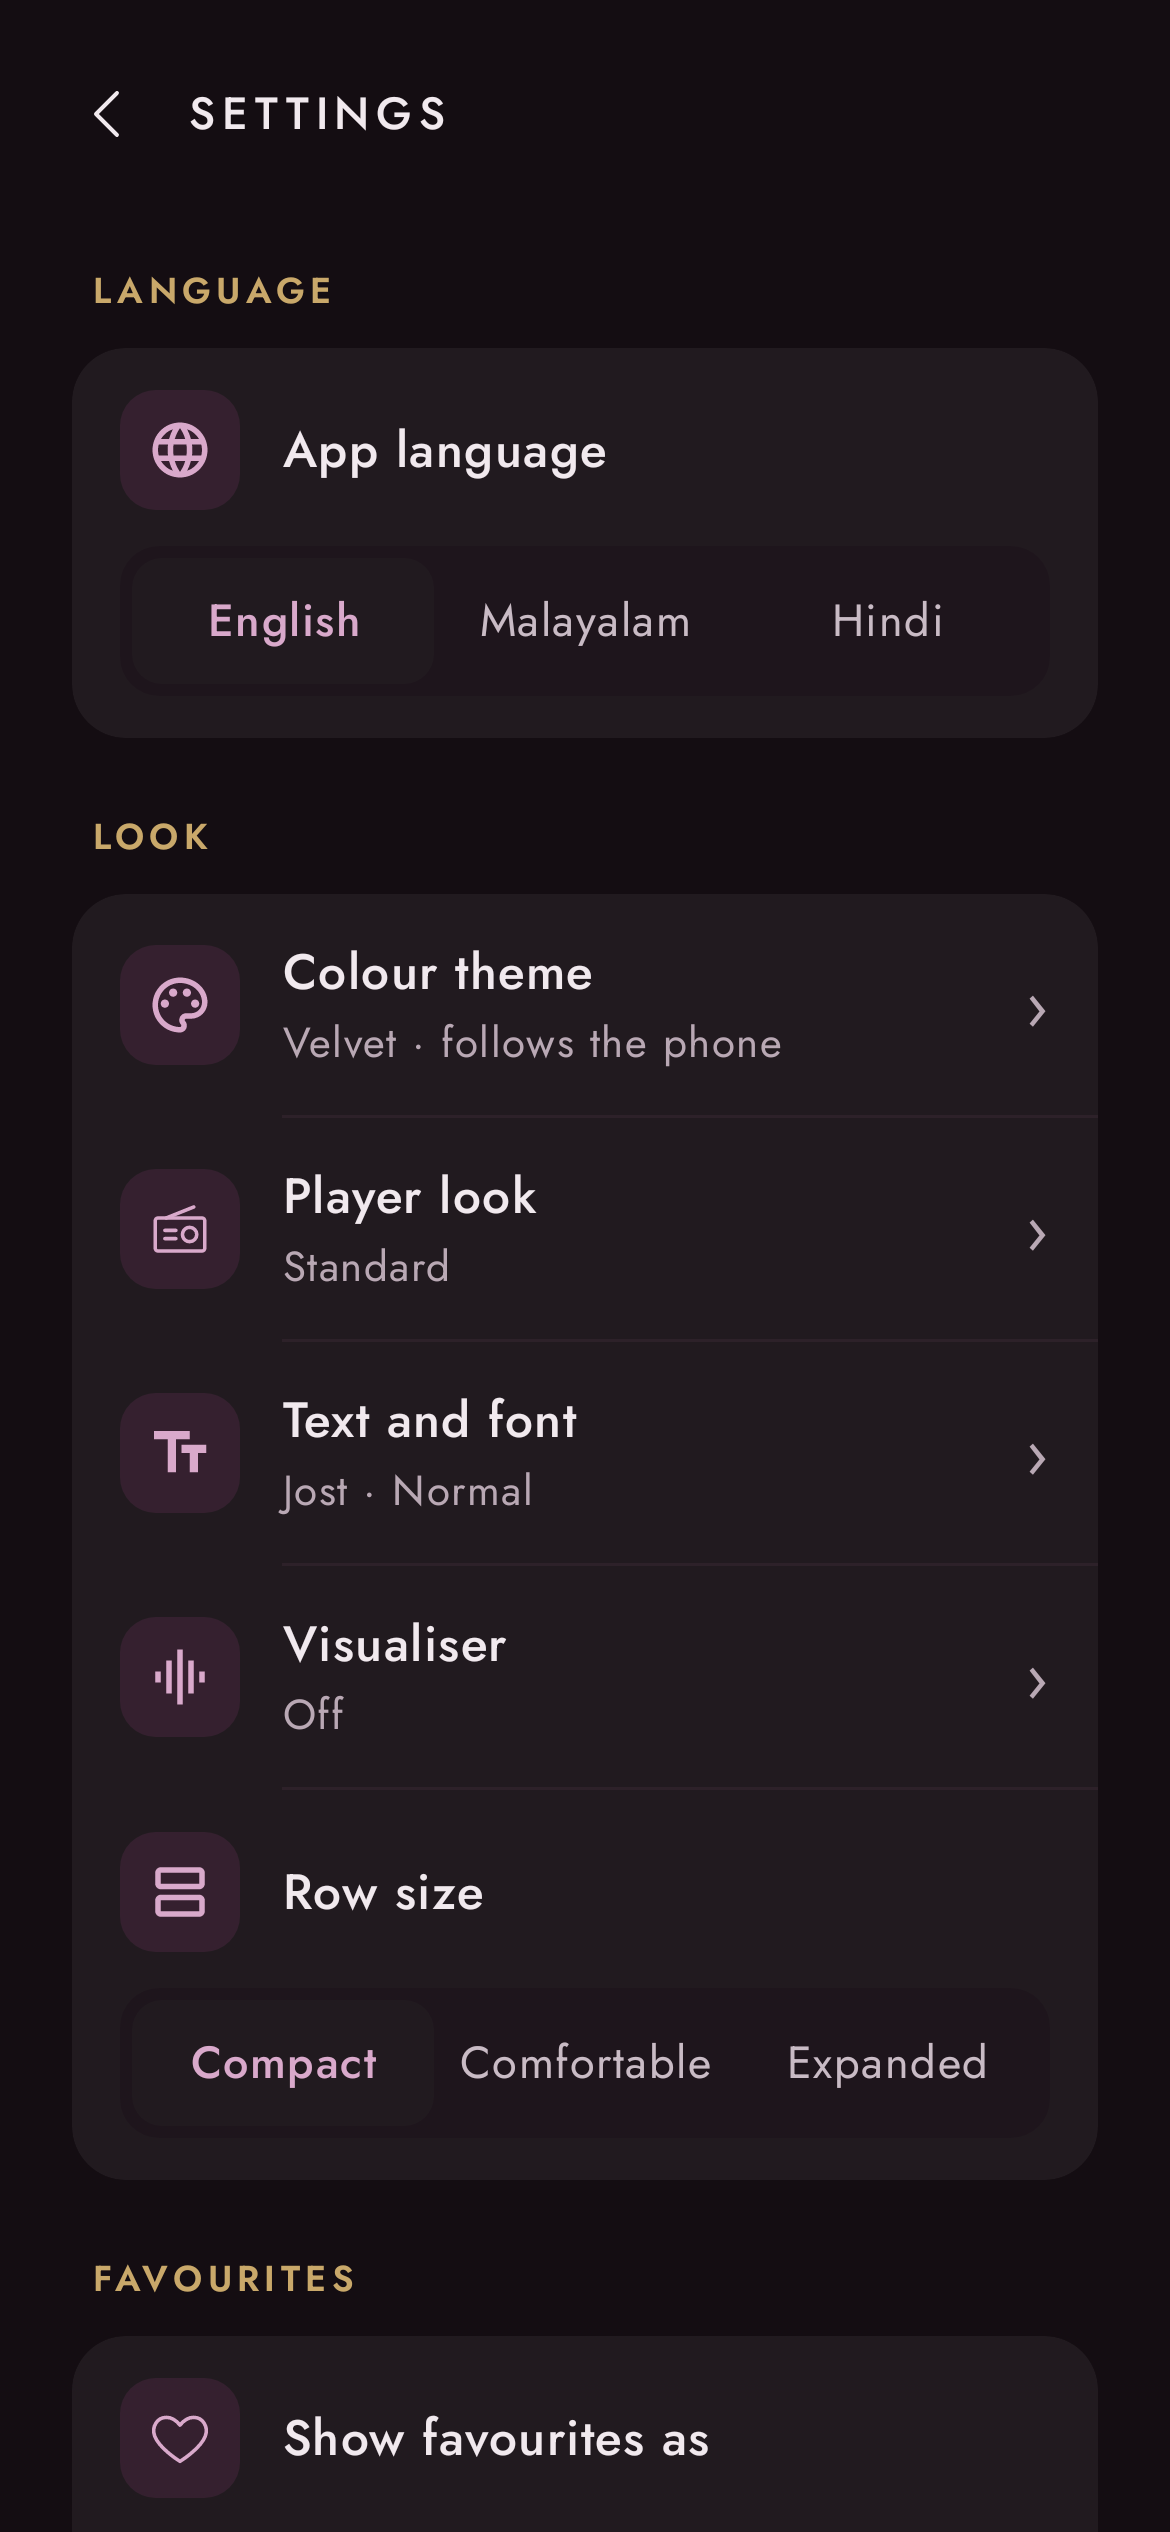 SETTINGS
LANGUAGE
App language
English Malayalam Hindi
LOOK
Colour theme
Velvet · follows the phone
Player look
Standard
Text and font
Jost · Normal
Visualiser
Off
Row size
Compact Comfortable Expanded
FAVOURITES
Show favourites as